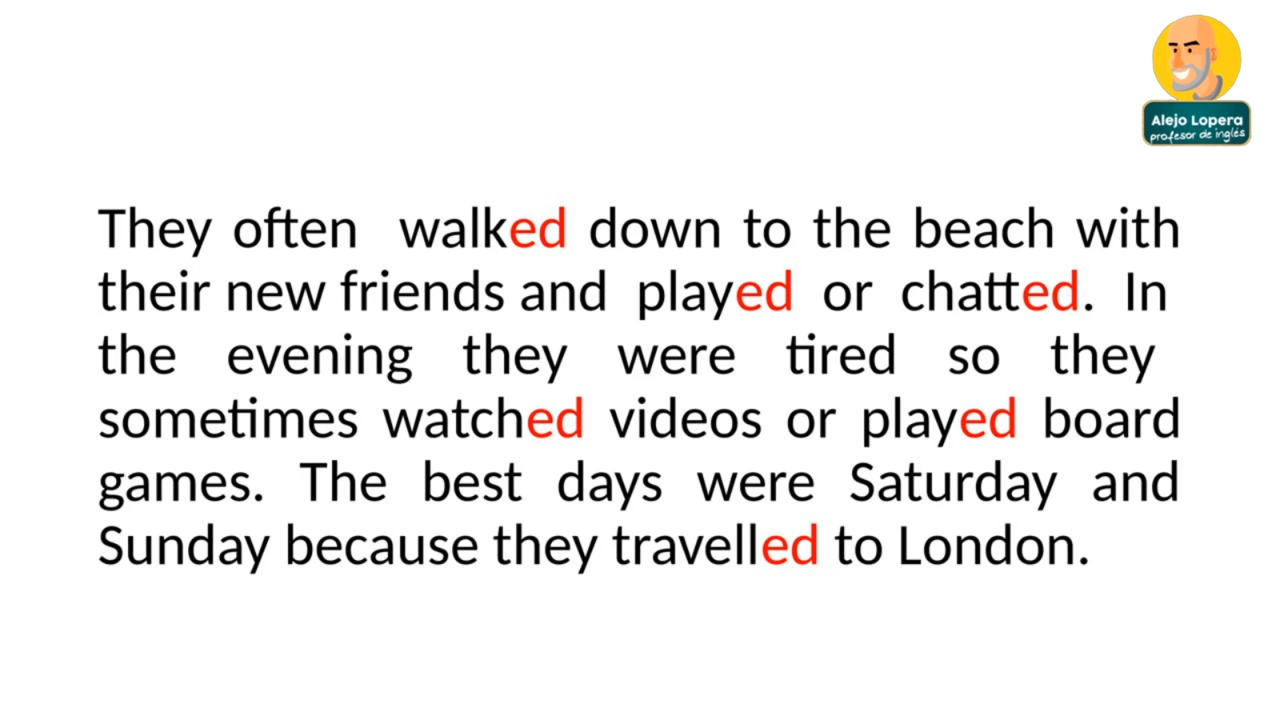 Alejo Lopera
profesor de inglés
They often walked down to the beach with
their new friends and played or chatted. In
the evening they were tired so they
sometimes watched videos or played board
games. The best days were Saturday and
Sunday because they travelled to London.